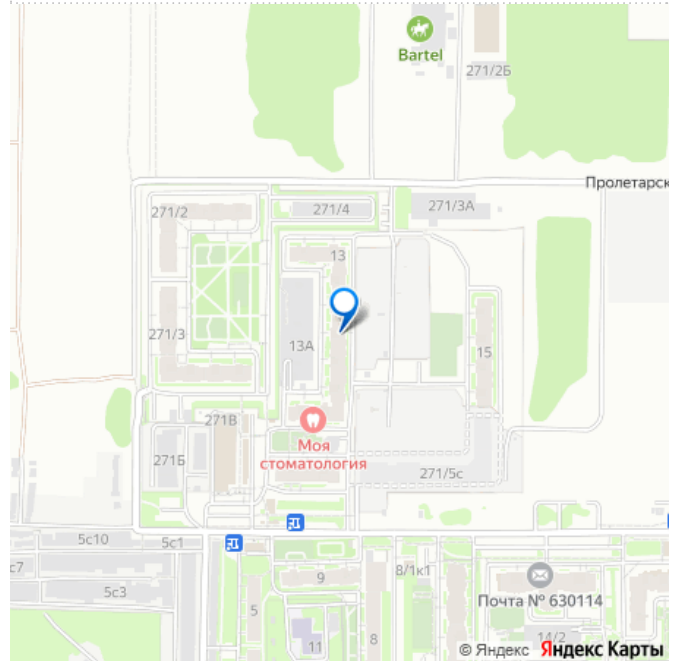 Bartel
271/2Б
Пролетарск
271/2
271/4
271/3А
13
271/3
13А
15
271В
Моя
стоматология
271Б
271/5с
5с10
5с1
с7
9
8/1к1
5с3
5
Почта № 630114
11
8
14/2
© Яндекс Яндекс Карты